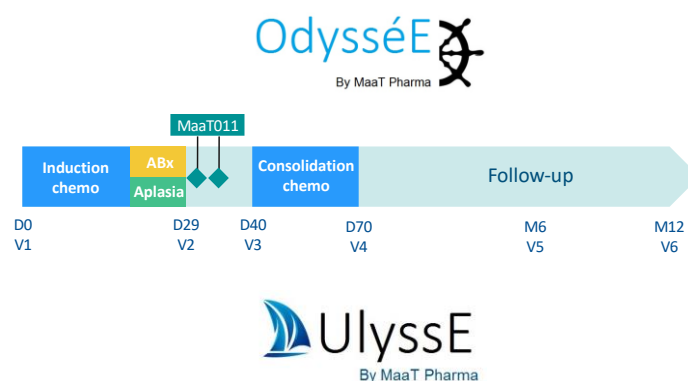 OdysséE
By MaaT Pharma
MaaT011
Induction chemo
ABx
Aplasia
Consolidation chemo
Follow-up
D0 D29 D40 D70 M6 M12
V1 V2 V3 V4 V5 V6
UlyssE
By MaaT Pharma